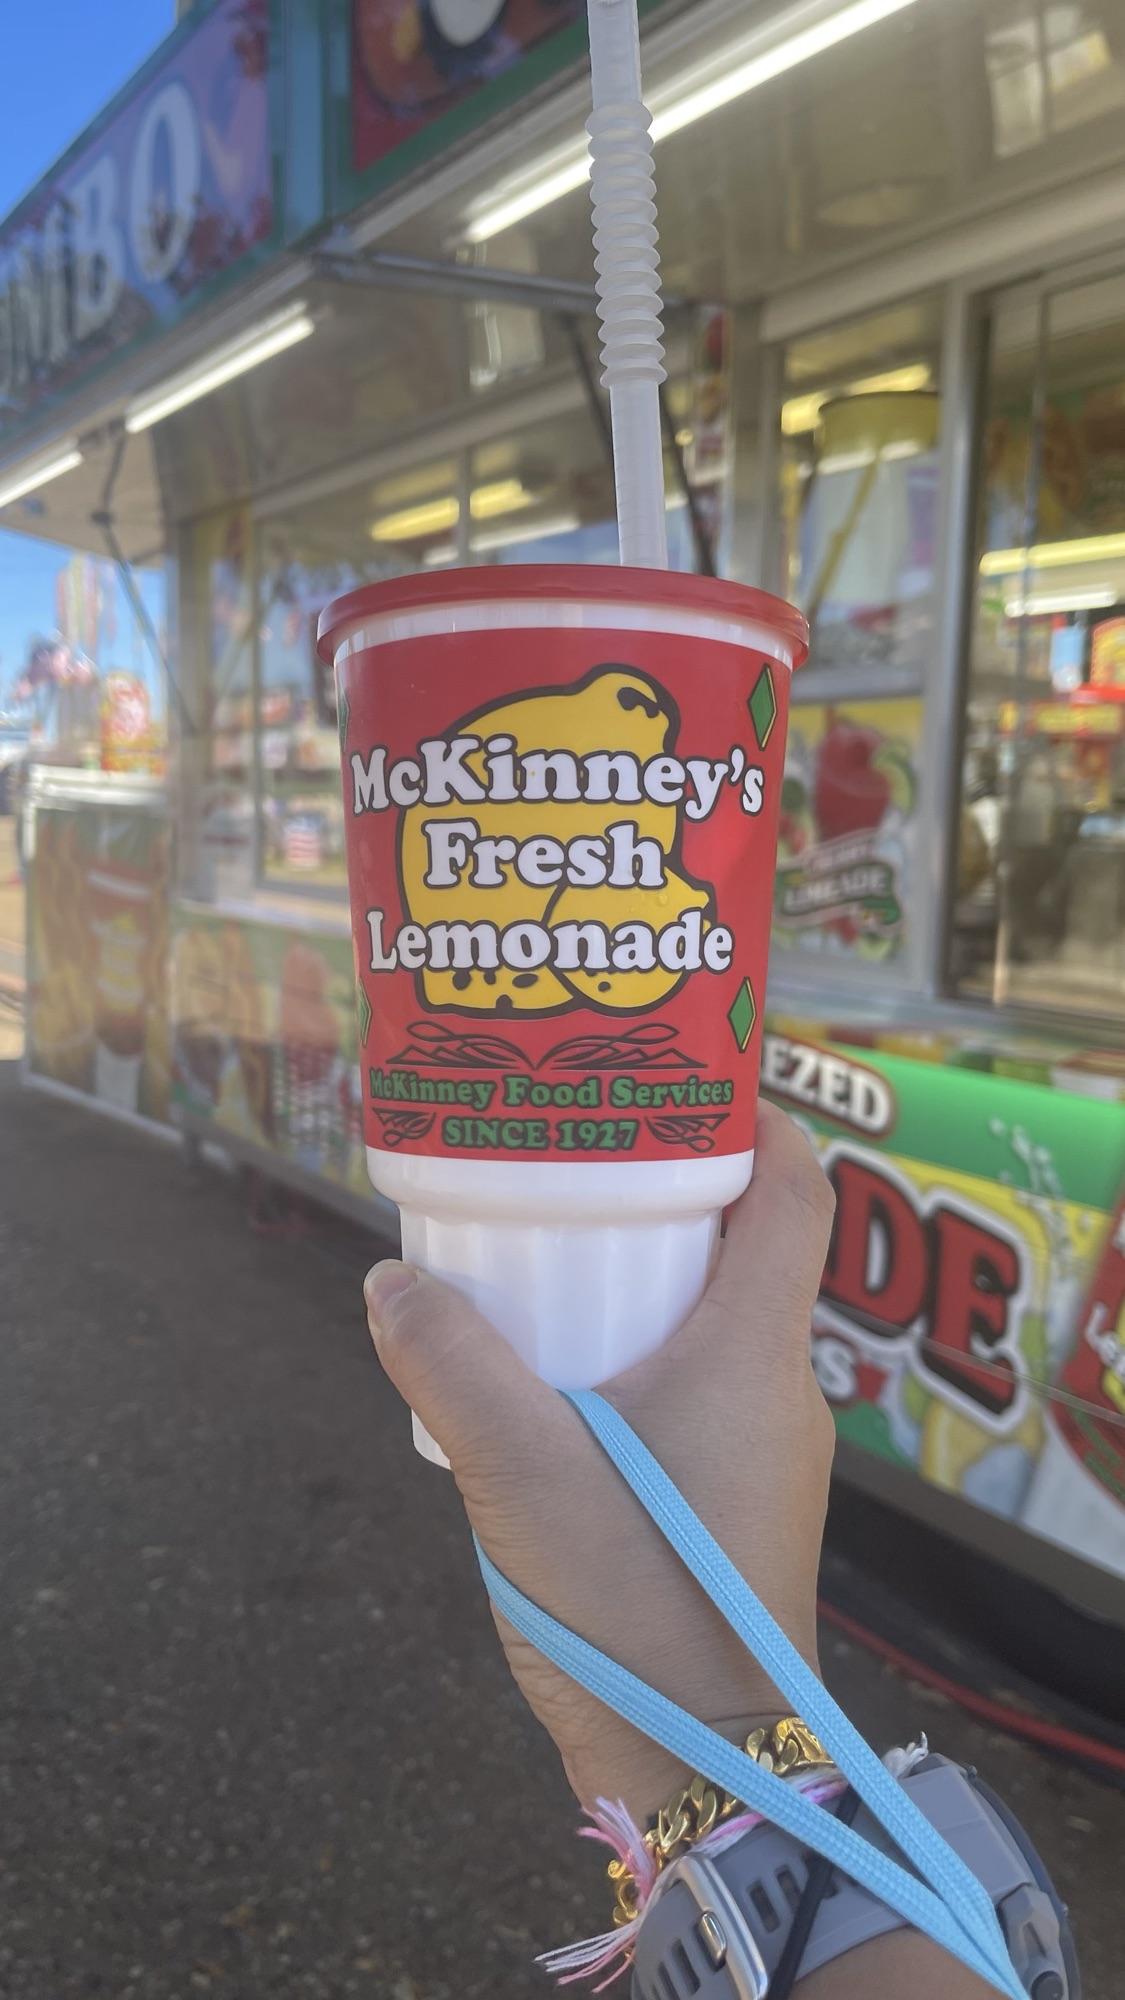 McKinney's
Fresh
Lemonade
McKinney Food Services
SINCE 1927
EZED
DE
LIMEADE